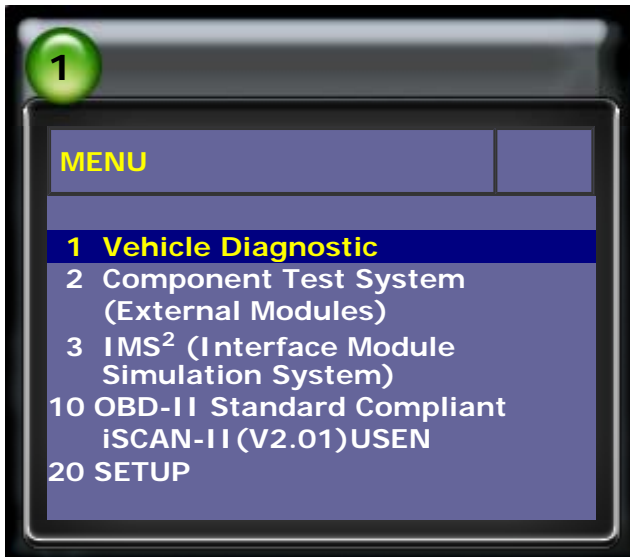 1
MENU
1 Vehicle Diagnostic
2 Component Test System
(External Modules)
3 IMS² (Interface Module
Simulation System)
10 OBD-II Standard Compliant
iSCAN-II(V2.01)USEN
20 SETUP